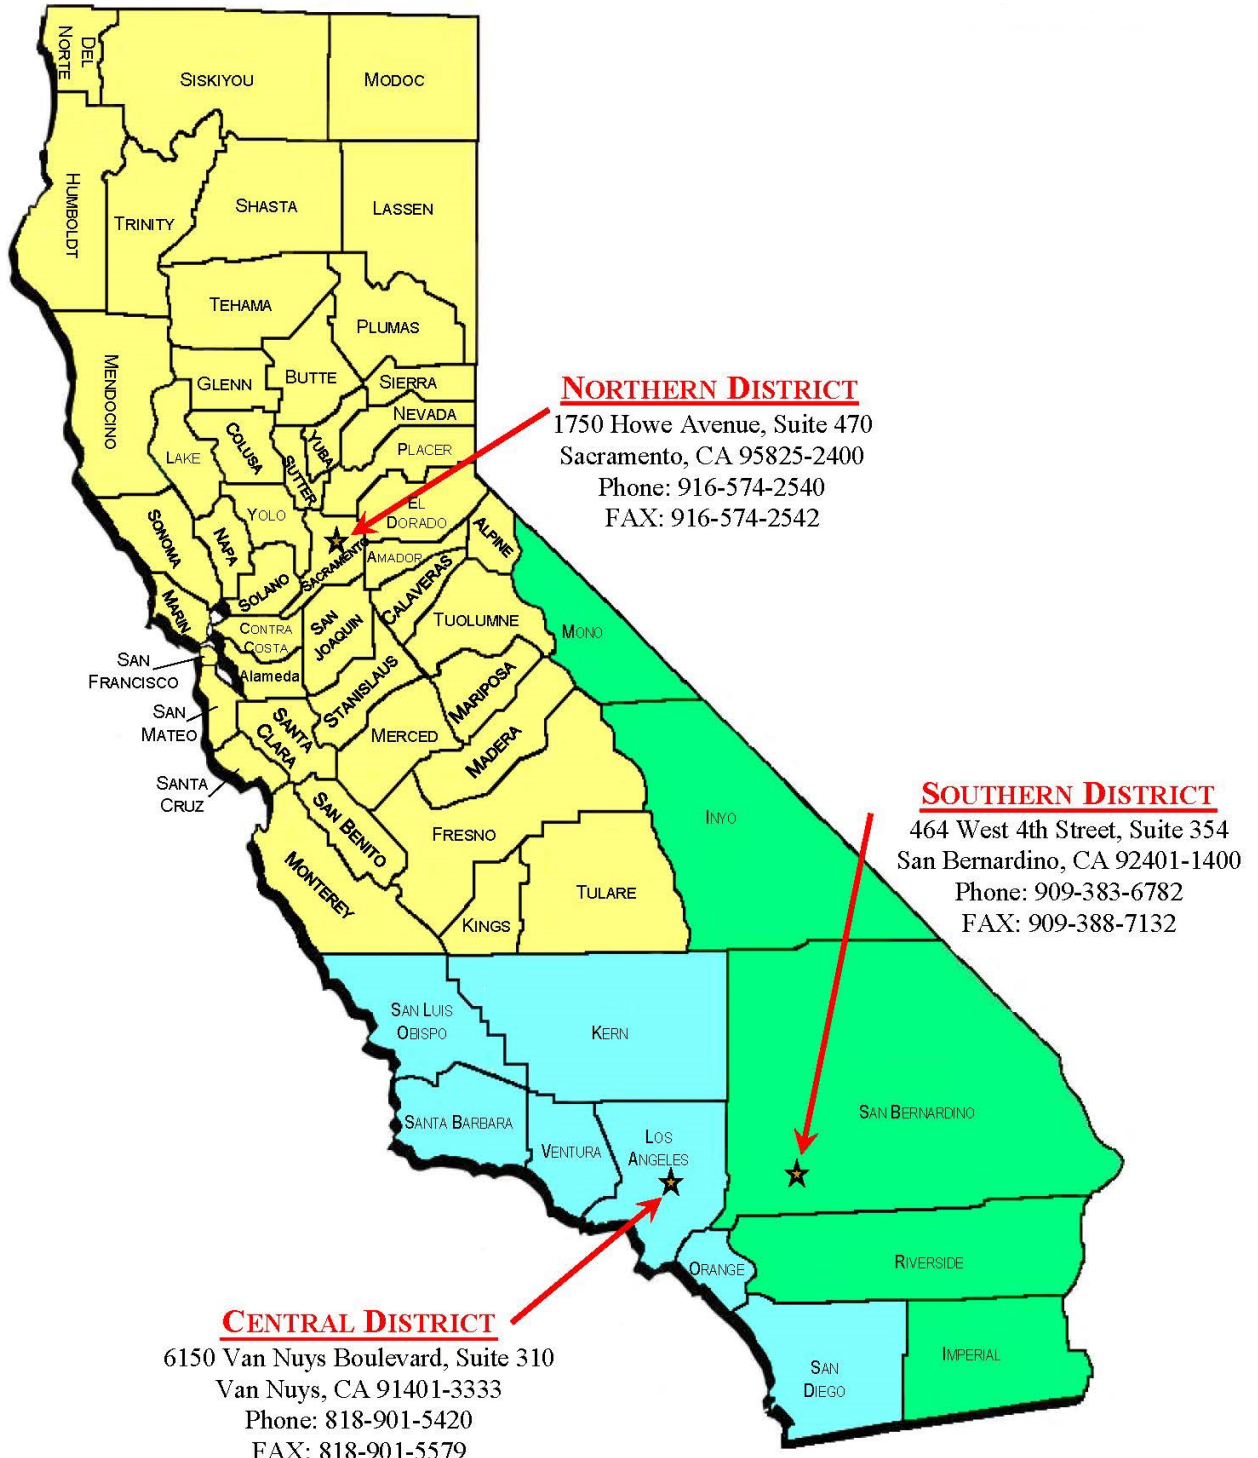 DEL
NORTE
SISKIYOU
MODOC
HUMBOLDT
TRINITY
SHASTA
LASSEN
TEHAMA
PLUMAS
MENDOCINO
GLENN
BUTTE
SIERRA
NEVADA
PLACER
LAKE
COLUSA
SUTTER
YUBA
NORTHERN DISTRICT
1750 Howe Avenue, Suite 470
Sacramento, CA 95825-2400
Phone: 916-574-2540
FAX: 916-574-2542
SONOMA
NAPA
YOLO
EL
DORADO
ALPINE
SOLANO
SACRAMENTO
AMADOR
CALAVERAS
MARIN
CONTRA
COSTA
SAN
JOAQUIN
TUOLUMNE
MONO
SAN
FRANCISCO
Alameda
STANISLAUS
MARIPOSA
SAN
MATEO
SANTA
CLARA
MERCED
MADERA
SANTA
CRUZ
SAN BENITO
FRESNO
INYO
MONTEREY
KINGS
TULARE
SOUTHERN DISTRICT
464 West 4th Street, Suite 354
San Bernardino, CA 92401-1400
Phone: 909-383-6782
FAX: 909-388-7132
SAN LUIS
OBISPO
KERN
SAN BERNARDINO
SANTA BARBARA
VENTURA
LOS
ANGELES
ORANGE
RIVERSIDE
SAN
DIEGO
IMPERIAL
CENTRAL DISTRICT
6150 Van Nuys Boulevard, Suite 310
Van Nuys, CA 91401-3333
Phone: 818-901-5420
FAX: 818-901-5579